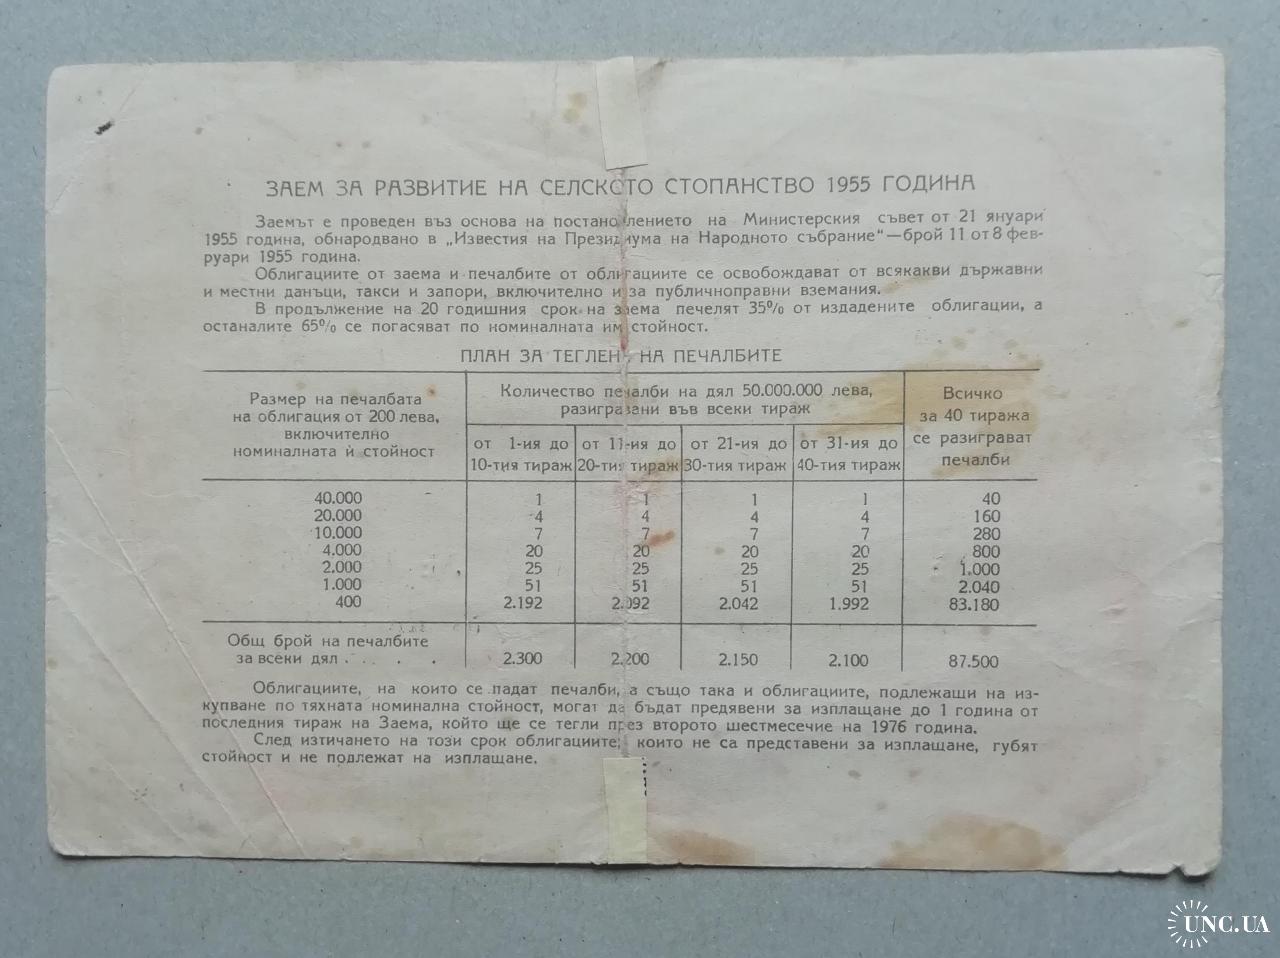 ЗАЕМ ЗА РАЗВИТИЕ НА СЕЛСКОТО СТОПАНСТВО 1955 ГОДИНА
Заемът е проведен въз основа на постановлението на Министерския съвет от 21 януари
1955 година, обнародвано в „Известия на Президиума на Народното събрание“—брой 11 от 8 фев-
руари 1955 година.
Облигациите от заема и печалбите от облигациите се освобождават от всякакви държавни
и местни данъци, такси и запори, включително и за публичноправни вземания.
В продължение на 20 годишния срок на заема печелят 35% от издадените облигации, а
останалите 65% се погасяват по номиналната им стойност.
ПЛАН ЗА ТЕГЛЕНЕ НА ПЕЧАЛБИТЕ
Размер на печалбата
на облигация от 200 лева,
включително
номиналната ѝ стойност
Количество печалби на дял 50.000.000 лева,
разигравани във всеки тираж
Всичко
за 40 тиража
се разиграват
печалби
от 1-ия до
10-тия тираж
от 11-ия до
20-тия тираж
от 21-ия до
30-тия тираж
от 31-ия до
40-тия тираж
40.000 1 1 1 1 40
20.000 4 4 4 4 160
10.000 7 7 7 7 280
4.000 20 20 20 20 800
2.000 25 25 25 25 1.000
1.000 51 51 51 51 2.040
400 2.192 2.092 2.042 1.992 83.180
Общ брой на печалбите
за всеки дял . . . . . 2.300 2.200 2.150 2.100 87.500
Облигациите, на които се падат печалби, а също така и облигациите, подлежащи на из-
купване по тяхната номинална стойност, могат да бъдат предявени за изплащане до 1 година от
последния тираж на Заема, който ще се тегли през второто шестмесечие на 1976 година.
След изтичането на този срок облигациите, които не са представени за изплащане, губят
стойност и не подлежат на изплащане.
UNC.UA